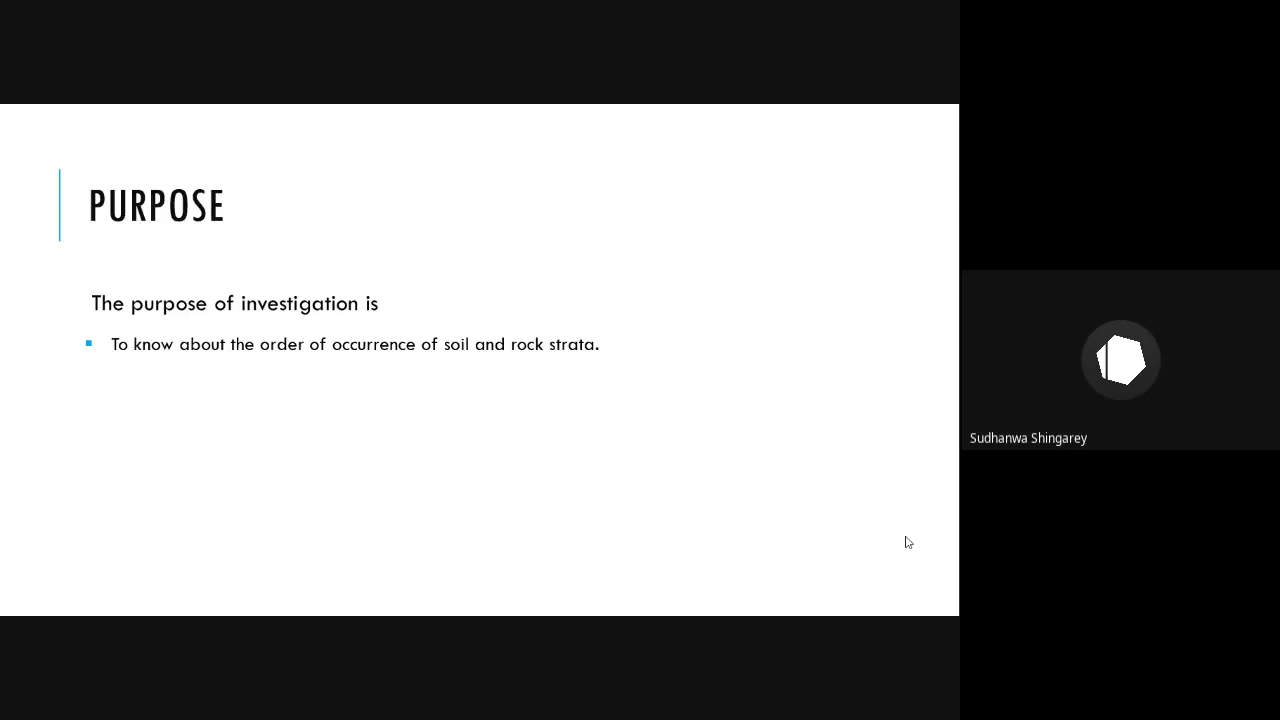 PURPOSE
The purpose of investigation is
To know about the order of occurrence of soil and rock strata.
Sudhanwa Shingarey